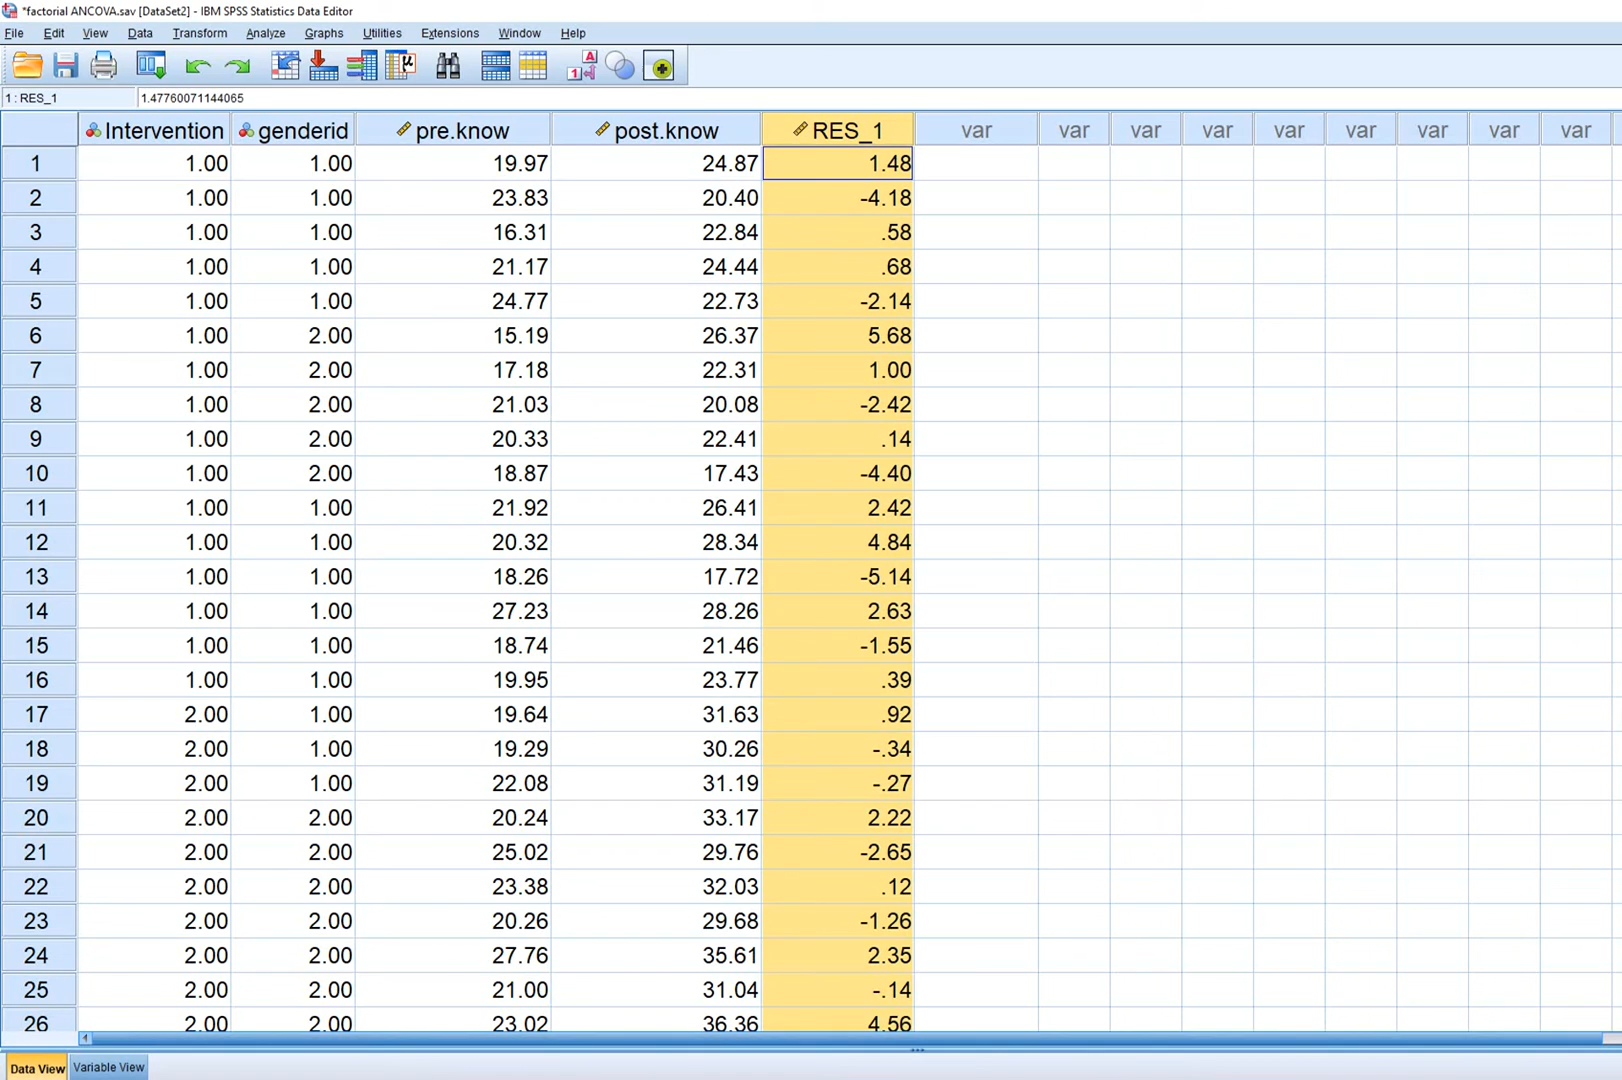 *factorial ANCOVA.sav [DataSet2] - IBM SPSS Statistics Data Editor
File Edit View Data Transform Analyze Graphs Utilities Extensions Window Help
1 : RES_1 1.47760071144065
Intervention genderid pre.know post.know RES_1 var var var var var var var var
1 1.00 1.00 19.97 24.87 1.48
2 1.00 1.00 23.83 20.40 -4.18
3 1.00 1.00 16.31 22.84 .58
4 1.00 1.00 21.17 24.44 .68
5 1.00 1.00 24.77 22.73 -2.14
6 1.00 2.00 15.19 26.37 5.68
7 1.00 2.00 17.18 22.31 1.00
8 1.00 2.00 21.03 20.08 -2.42
9 1.00 2.00 20.33 22.41 .14
10 1.00 2.00 18.87 17.43 -4.40
11 1.00 1.00 21.92 26.41 2.42
12 1.00 1.00 20.32 28.34 4.84
13 1.00 1.00 18.26 17.72 -5.14
14 1.00 1.00 27.23 28.26 2.63
15 1.00 1.00 18.74 21.46 -1.55
16 1.00 1.00 19.95 23.77 .39
17 2.00 1.00 19.64 31.63 .92
18 2.00 1.00 19.29 30.26 -.34
19 2.00 1.00 22.08 31.19 -.27
20 2.00 2.00 20.24 33.17 2.22
21 2.00 2.00 25.02 29.76 -2.65
22 2.00 2.00 23.38 32.03 .12
23 2.00 2.00 20.26 29.68 -1.26
24 2.00 2.00 27.76 35.61 2.35
25 2.00 2.00 21.00 31.04 -.14
26 2.00 2.00 23.02 36.36 4.56
Data View Variable View